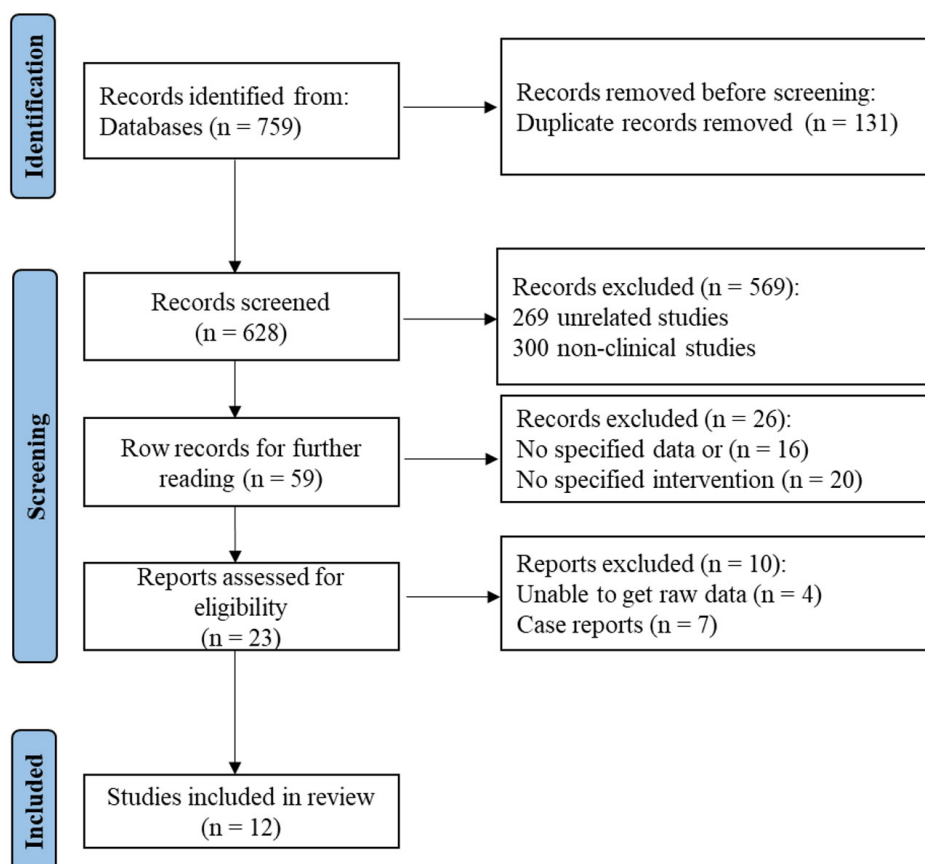 Identification
Records identified from:
Databases (n = 759)
Records removed before screening:
Duplicate records removed (n = 131)
Screening
Records screened
(n = 628)
Records excluded (n = 569):
269 unrelated studies
300 non-clinical studies
Row records for further
reading (n = 59)
Records excluded (n = 26):
No specified data or (n = 16)
No specified intervention (n = 20)
Reports assessed for
eligibility
(n = 23)
Reports excluded (n = 10):
Unable to get raw data (n = 4)
Case reports (n = 7)
Included
Studies included in review
(n = 12)